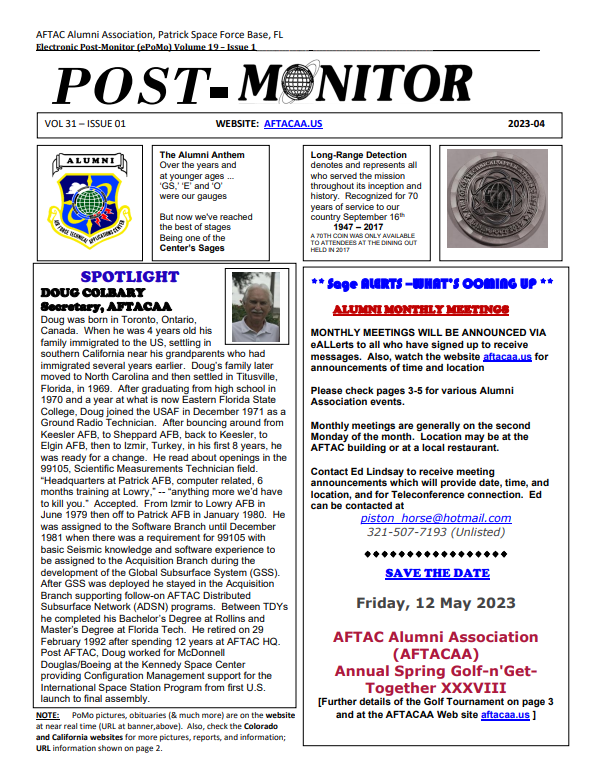 AFTAC Alumni Association, Patrick Space Force Base, FL
Electronic Post-Monitor (ePoMo) Volume 19 – Issue 1
POST-MONITOR
VOL 31 – ISSUE 01 WEBSITE: AFTACAA.US 2023-04
ALUMNI
AIR FORCE TECHNICAL APPLICATIONS CENTER
The Alumni Anthem
Over the years and
at younger ages ...
'GS,' 'E' and 'O'
were our gauges
But now we've reached
the best of stages
Being one of the
Center's Sages
Long-Range Detection
denotes and represents all
who served the mission
throughout its inception and
history. Recognized for 70
years of service to our
country September 16th
1947 – 2017
A 70TH COIN WAS ONLY AVAILABLE
TO ATTENDEES AT THE DINING OUT
HELD IN 2017
SPOTLIGHT
DOUG COLBARY
Secretary, AFTACAA
Doug was born in Toronto, Ontario,
Canada. When he was 4 years old his
family immigrated to the US, settling in
southern California near his grandparents who had
immigrated several years earlier. Doug's family later
moved to North Carolina and then settled in Titusville,
Florida, in 1969. After graduating from high school in
1970 and a year at what is now Eastern Florida State
College, Doug joined the USAF in December 1971 as a
Ground Radio Technician. After bouncing around from
Keesler AFB, to Sheppard AFB, back to Keesler, to
Elgin AFB, then to Izmir, Turkey, in his first 8 years, he
was ready for a change. He read about openings in the
99105, Scientific Measurements Technician field.
"Headquarters at Patrick AFB, computer related, 6
months training at Lowry," -- "anything more we'd have
to kill you." Accepted. From Izmir to Lowry AFB in
June 1979 then off to Patrick AFB in January 1980. He
was assigned to the Software Branch until December
1981 when there was a requirement for 99105 with
basic Seismic knowledge and software experience to
be assigned to the Acquisition Branch during the
development of the Global Subsurface System (GSS).
After GSS was deployed he stayed in the Acquisition
Branch supporting follow-on AFTAC Distributed
Subsurface Network (ADSN) programs. Between TDYs
he completed his Bachelor's Degree at Rollins and
Master's Degree at Florida Tech. He retired on 29
February 1992 after spending 12 years at AFTAC HQ.
Post AFTAC, Doug worked for McDonnell
Douglas/Boeing at the Kennedy Space Center
providing Configuration Management support for the
International Space Station Program from first U.S.
launch to final assembly.
NOTE: PoMo pictures, obituaries (& much more) are on the website
at near real time (URL at banner,above). Also, check the Colorado
and California websites for more pictures, reports, and information;
URL information shown on page 2.
** Sage ALERTS –WHAT'S COMING UP **
ALUMNI MONTHLY MEETINGS
MONTHLY MEETINGS WILL BE ANNOUNCED VIA
eALLerts to all who have signed up to receive
messages. Also, watch the website aftacaa.us for
announcements of time and location
Please check pages 3-5 for various Alumni
Association events.
Monthly meetings are generally on the second
Monday of the month. Location may be at the
AFTAC building or at a local restaurant.
Contact Ed Lindsay to receive meeting
announcements which will provide date, time, and
location, and for Teleconference connection. Ed
can be contacted at
piston_horse@hotmail.com
321-507-7193 (Unlisted)
SAVE THE DATE
Friday, 12 May 2023
AFTAC Alumni Association
(AFTACAA)
Annual Spring Golf-n'Get-
Together XXXVIII
[Further details of the Golf Tournament on page 3
and at the AFTACAA Web site aftacaa.us ]